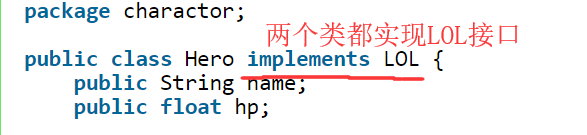 package charactor;
两个类都实现LOL接口
public class Hero implements LOL {
public String name;
public float hp;